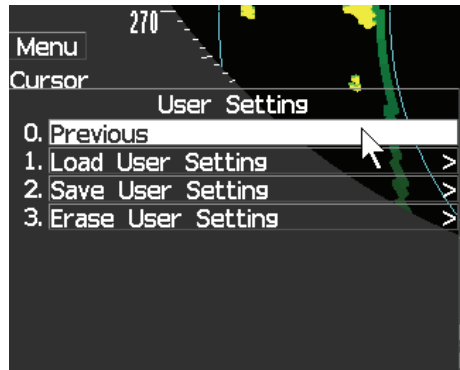 270
Menu
Cursor
User Setting
0. Previous
1. Load User Setting >
2. Save User Setting >
3. Erase User Setting >